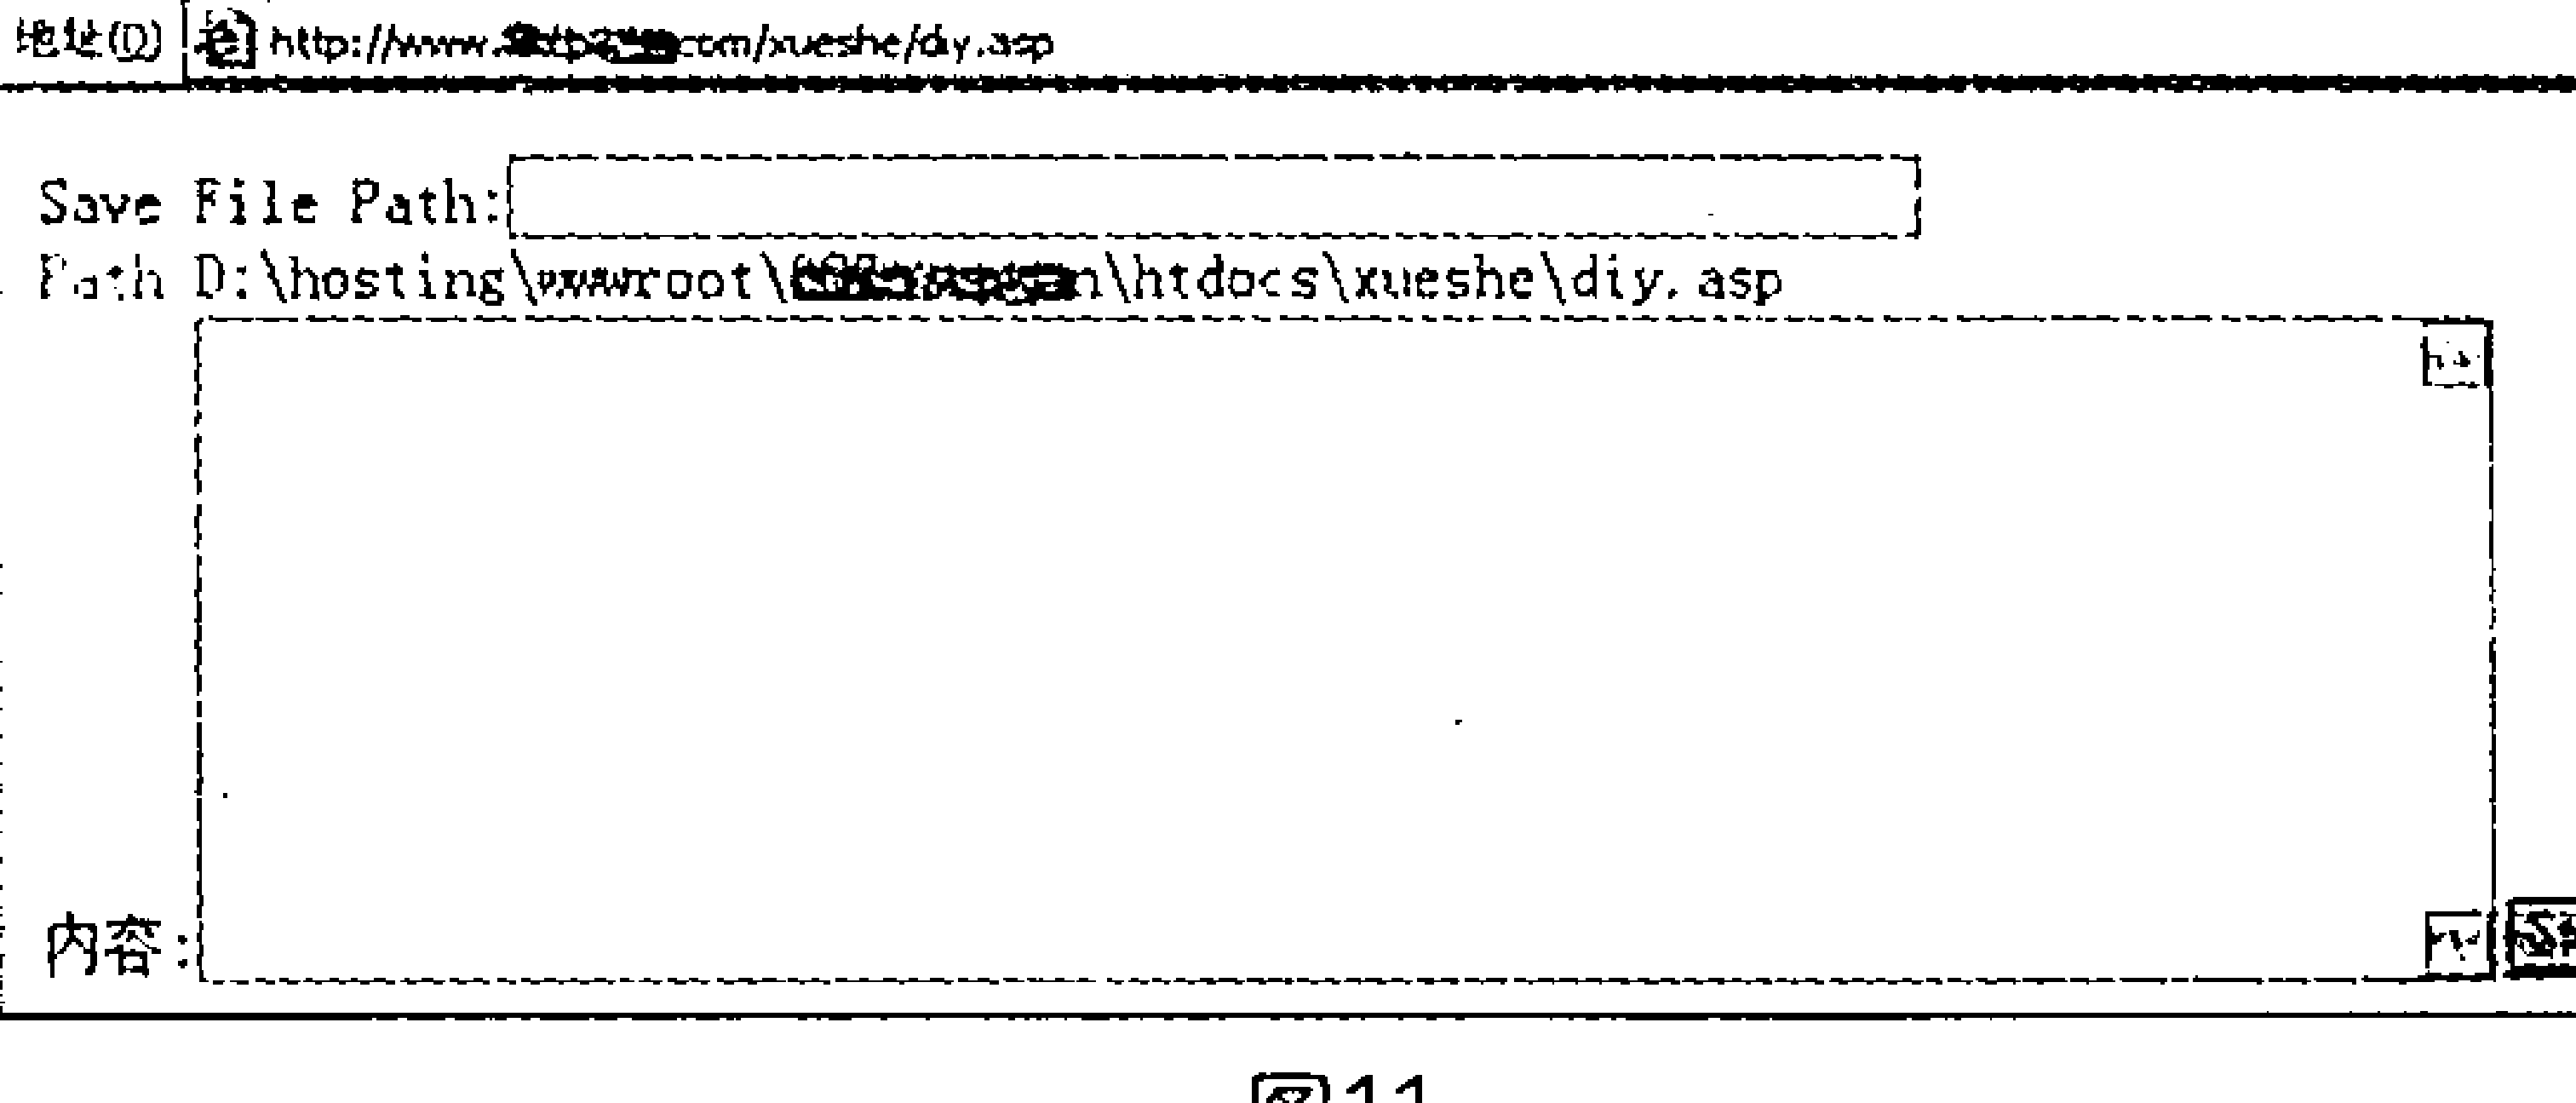 地址(D) http://www.com/xueshe/diy.asp
Save File Path:
Path D:\hosting\wwwroot\n\htdocs\xueshe\diy.asp
内容:
图11